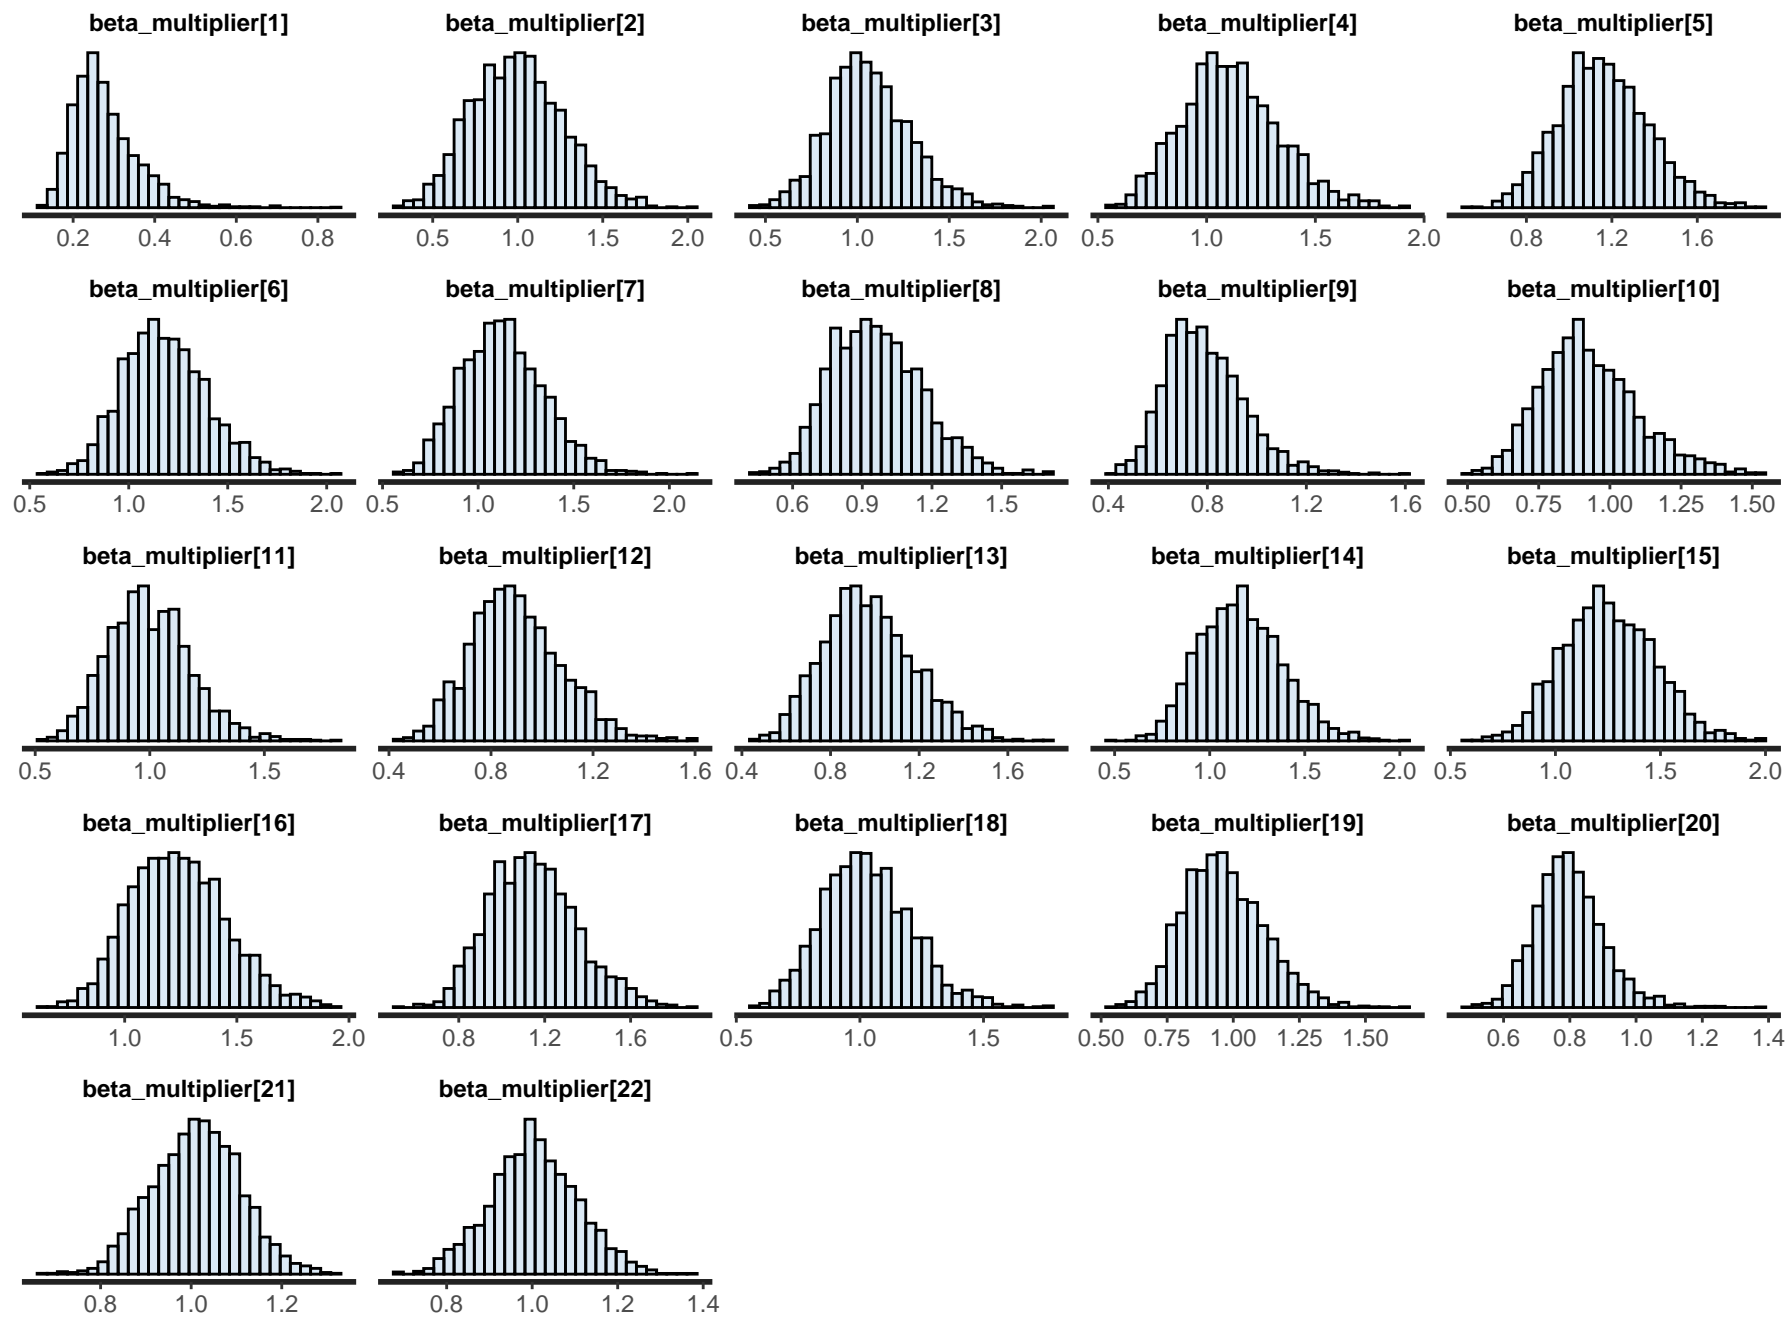 beta_multiplier[1] beta_multiplier[2] beta_multiplier[3] beta_multiplier[4] beta_multiplier[5]
0.2 0.4 0.6 0.8 0.5 1.0 1.5 2.0 0.5 1.0 1.5 2.0 0.5 1.0 1.5 2.0 0.8 1.2 1.6
beta_multiplier[6] beta_multiplier[7] beta_multiplier[8] beta_multiplier[9] beta_multiplier[10]
0.5 1.0 1.5 2.0 0.5 1.0 1.5 2.0 0.6 0.9 1.2 1.5 0.4 0.8 1.2 1.6 0.50 0.75 1.00 1.25 1.50
beta_multiplier[11] beta_multiplier[12] beta_multiplier[13] beta_multiplier[14] beta_multiplier[15]
0.5 1.0 1.5 0.4 0.8 1.2 1.6 0.4 0.8 1.2 1.6 0.5 1.0 1.5 2.0 0.5 1.0 1.5 2.0
beta_multiplier[16] beta_multiplier[17] beta_multiplier[18] beta_multiplier[19] beta_multiplier[20]
1.0 1.5 2.0 0.8 1.2 1.6 0.5 1.0 1.5 0.50 0.75 1.00 1.25 1.50 0.6 0.8 1.0 1.2 1.4
beta_multiplier[21] beta_multiplier[22]
0.8 1.0 1.2 0.8 1.0 1.2 1.4